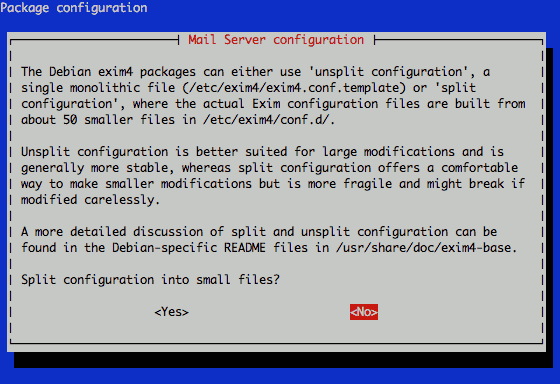 Package configuration
Mail Server configuration
The Debian exim4 packages can either use 'unsplit configuration', a
single monolithic file (/etc/exim4/exim4.conf.template) or 'split
configuration', where the actual Exim configuration files are built from
about 50 smaller files in /etc/exim4/conf.d/.
Unsplit configuration is better suited for large modifications and is
generally more stable, whereas split configuration offers a comfortable
way to make smaller modifications but is more fragile and might break if
modified carelessly.
A more detailed discussion of split and unsplit configuration can be
found in the Debian-specific README files in /usr/share/doc/exim4-base.
Split configuration into small files?
<Yes> <No>